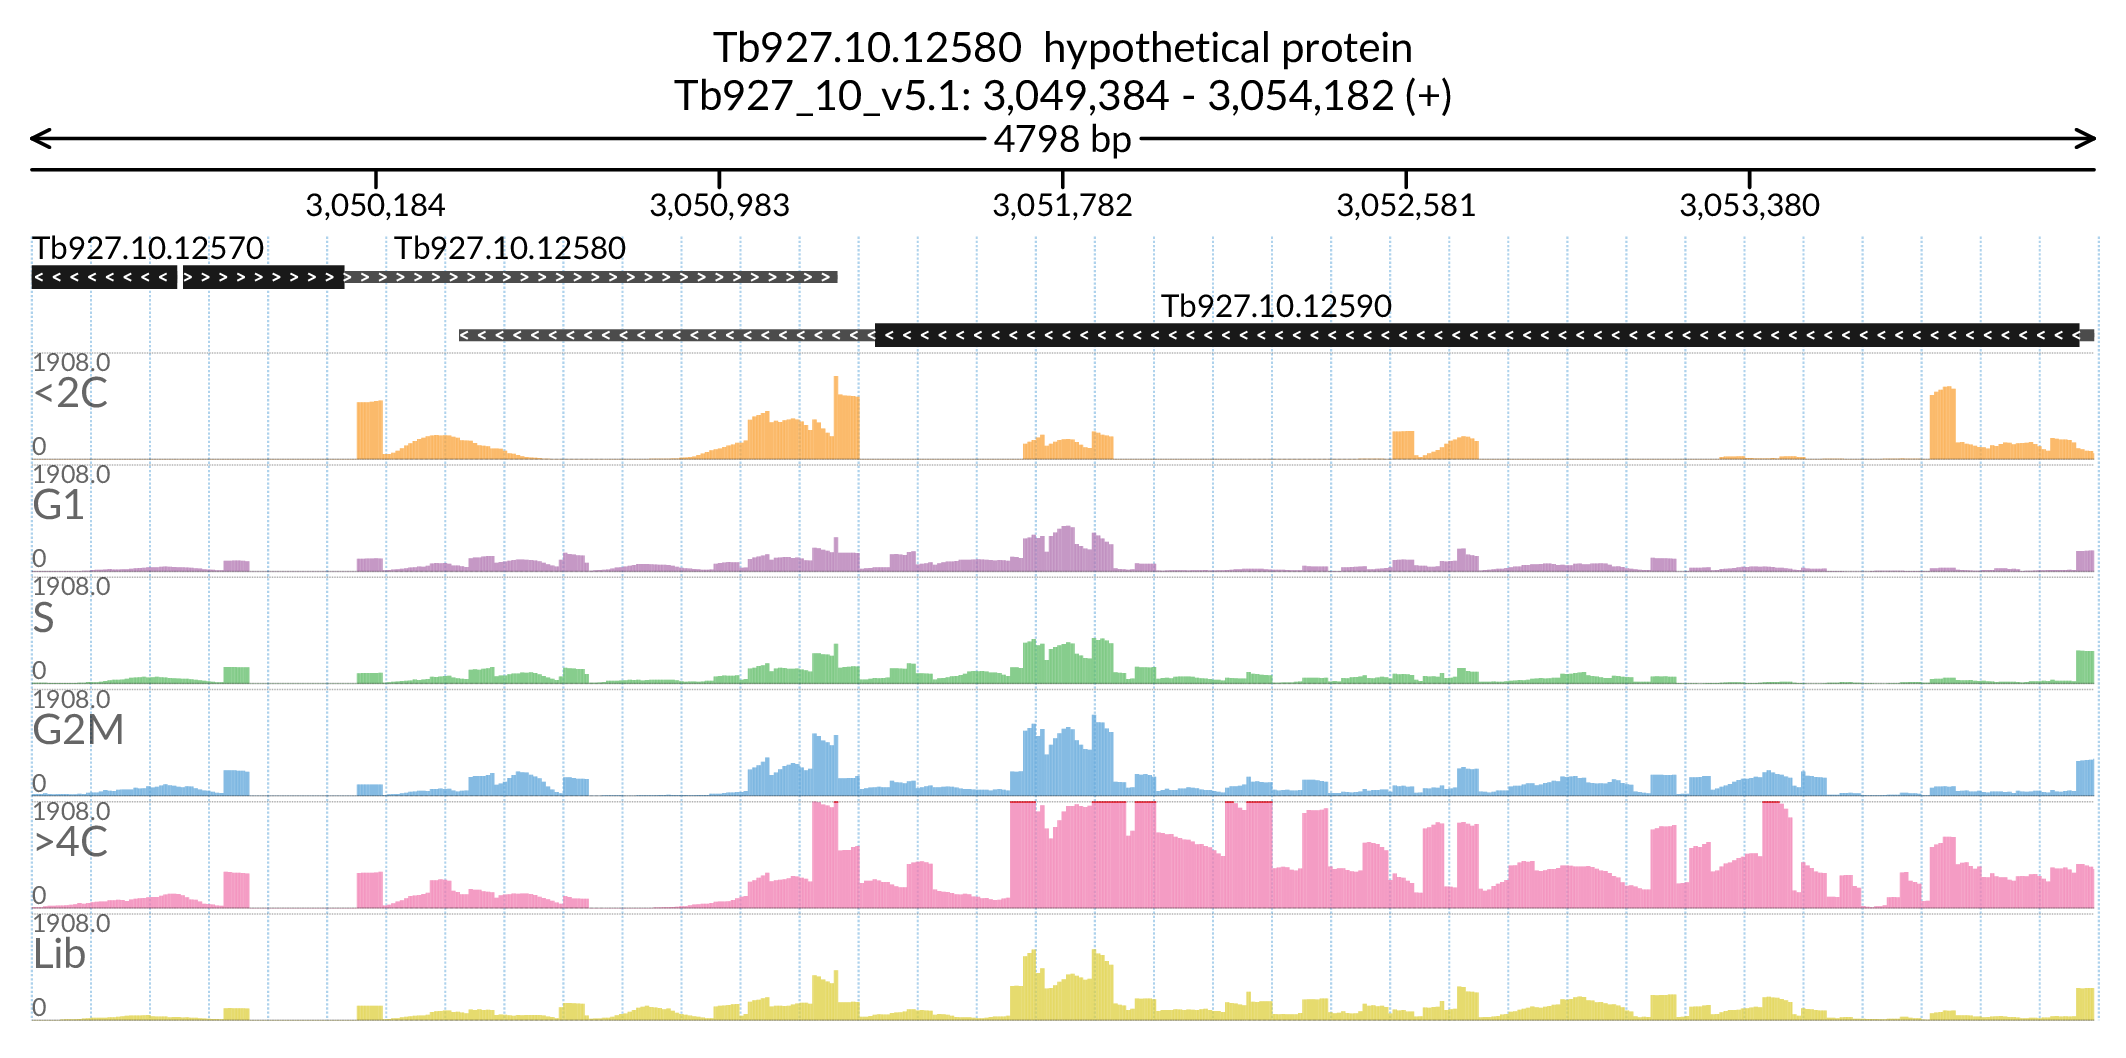 Tb927.10.12580  hypothetical protein
Tb927_10_v5.1: 3,049,384 - 3,054,182 (+)
4798 bp
3,050,184 3,050,983 3,051,782 3,052,581 3,053,380
Tb927.10.12570 Tb927.10.12580
Tb927.10.12590
1908.0
<2C
0
1908.0
G1
0
1908.0
S
0
1908.0
G2M
0
1908.0
>4C
0
1908.0
Lib
0